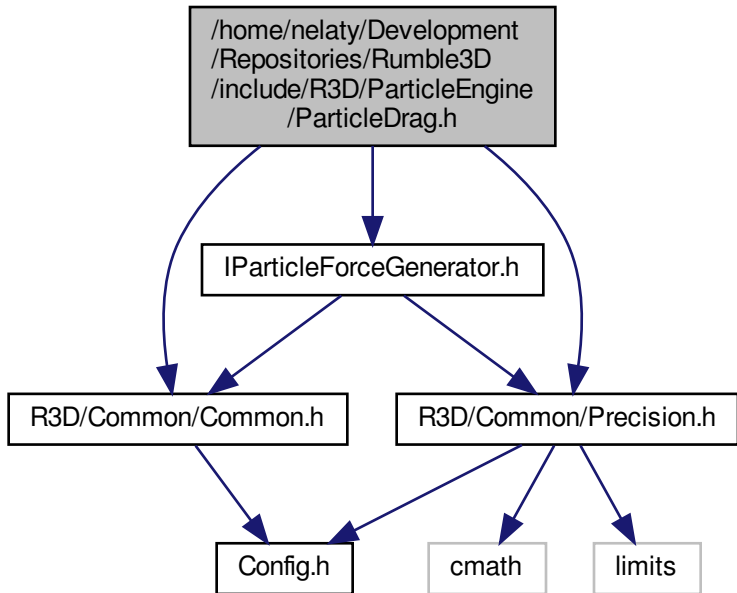 /home/nelaty/Development
/Repositories/Rumble3D
/include/R3D/ParticleEngine
/ParticleDrag.h
IParticleForceGenerator.h
R3D/Common/Common.h
R3D/Common/Precision.h
Config.h
cmath
limits